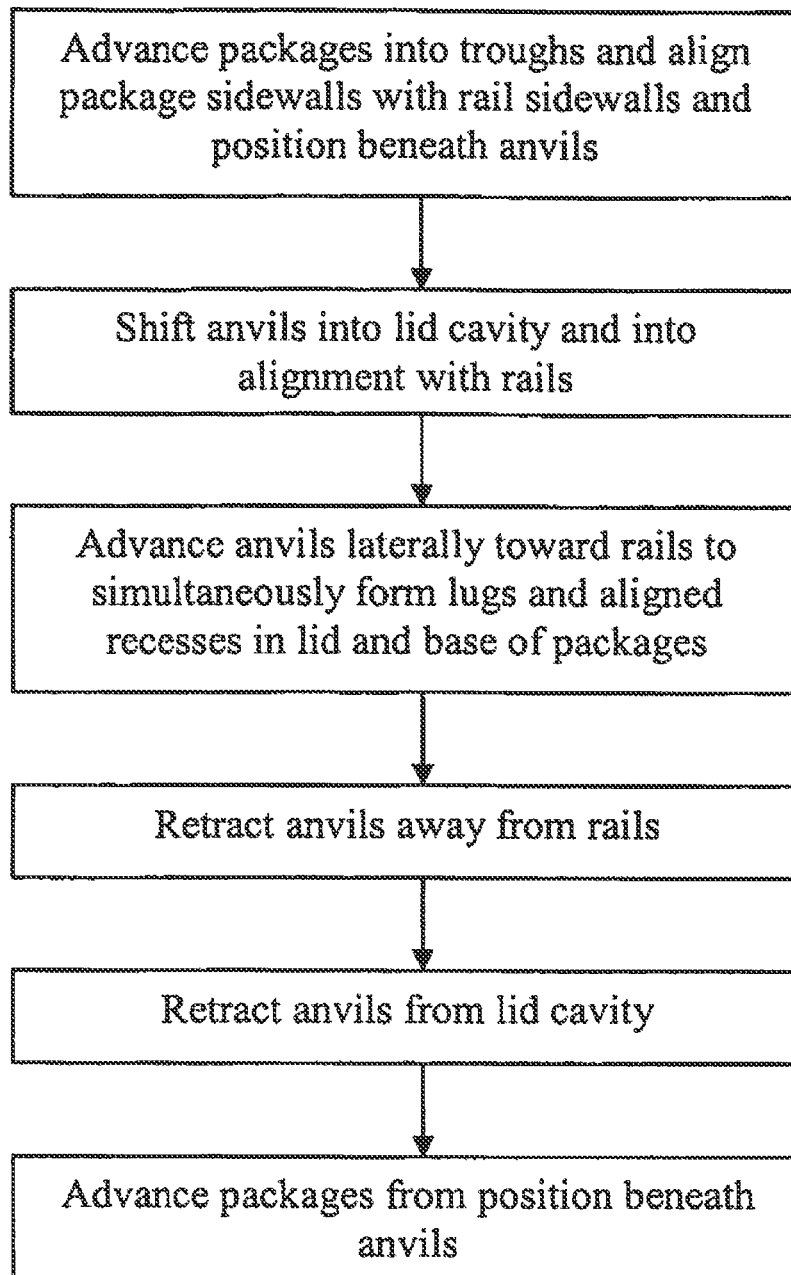 Advance packages into troughs and align
package sidewalls with rail sidewalls and
position beneath anvils
Shift anvils into lid cavity and into
alignment with rails
Advance anvils laterally toward rails to
simultaneously form lugs and aligned
recesses in lid and base of packages
Retract anvils away from rails
Retract anvils from lid cavity
Advance packages from position beneath
anvils